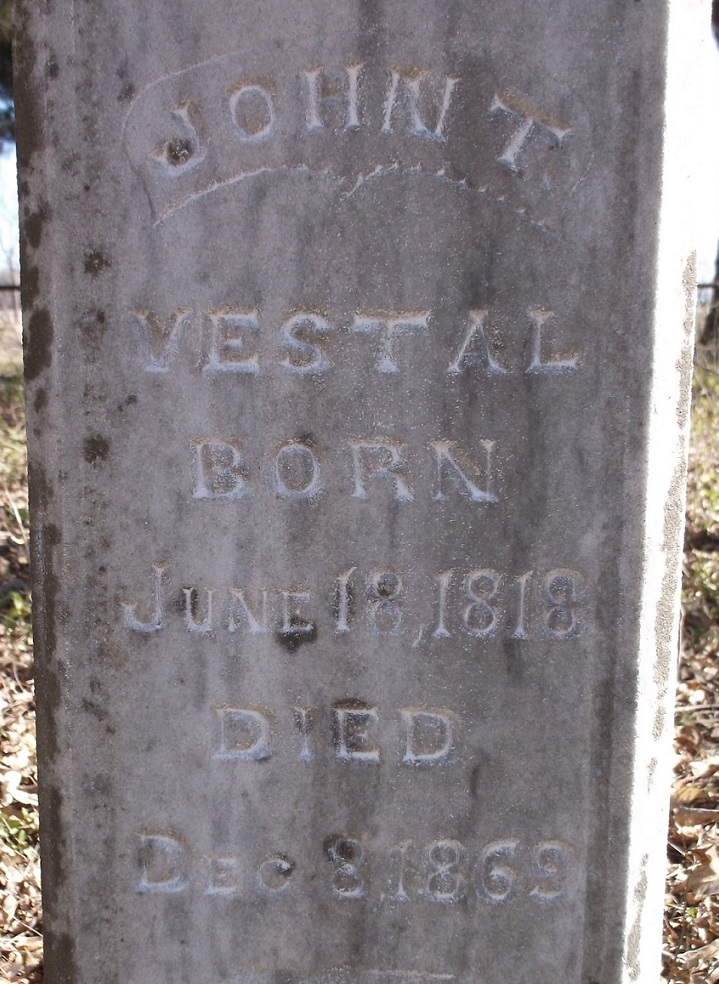 JOHN T.
VESTAL
BORN
JUNE 18, 1818
DIED
DEC 8, 1869